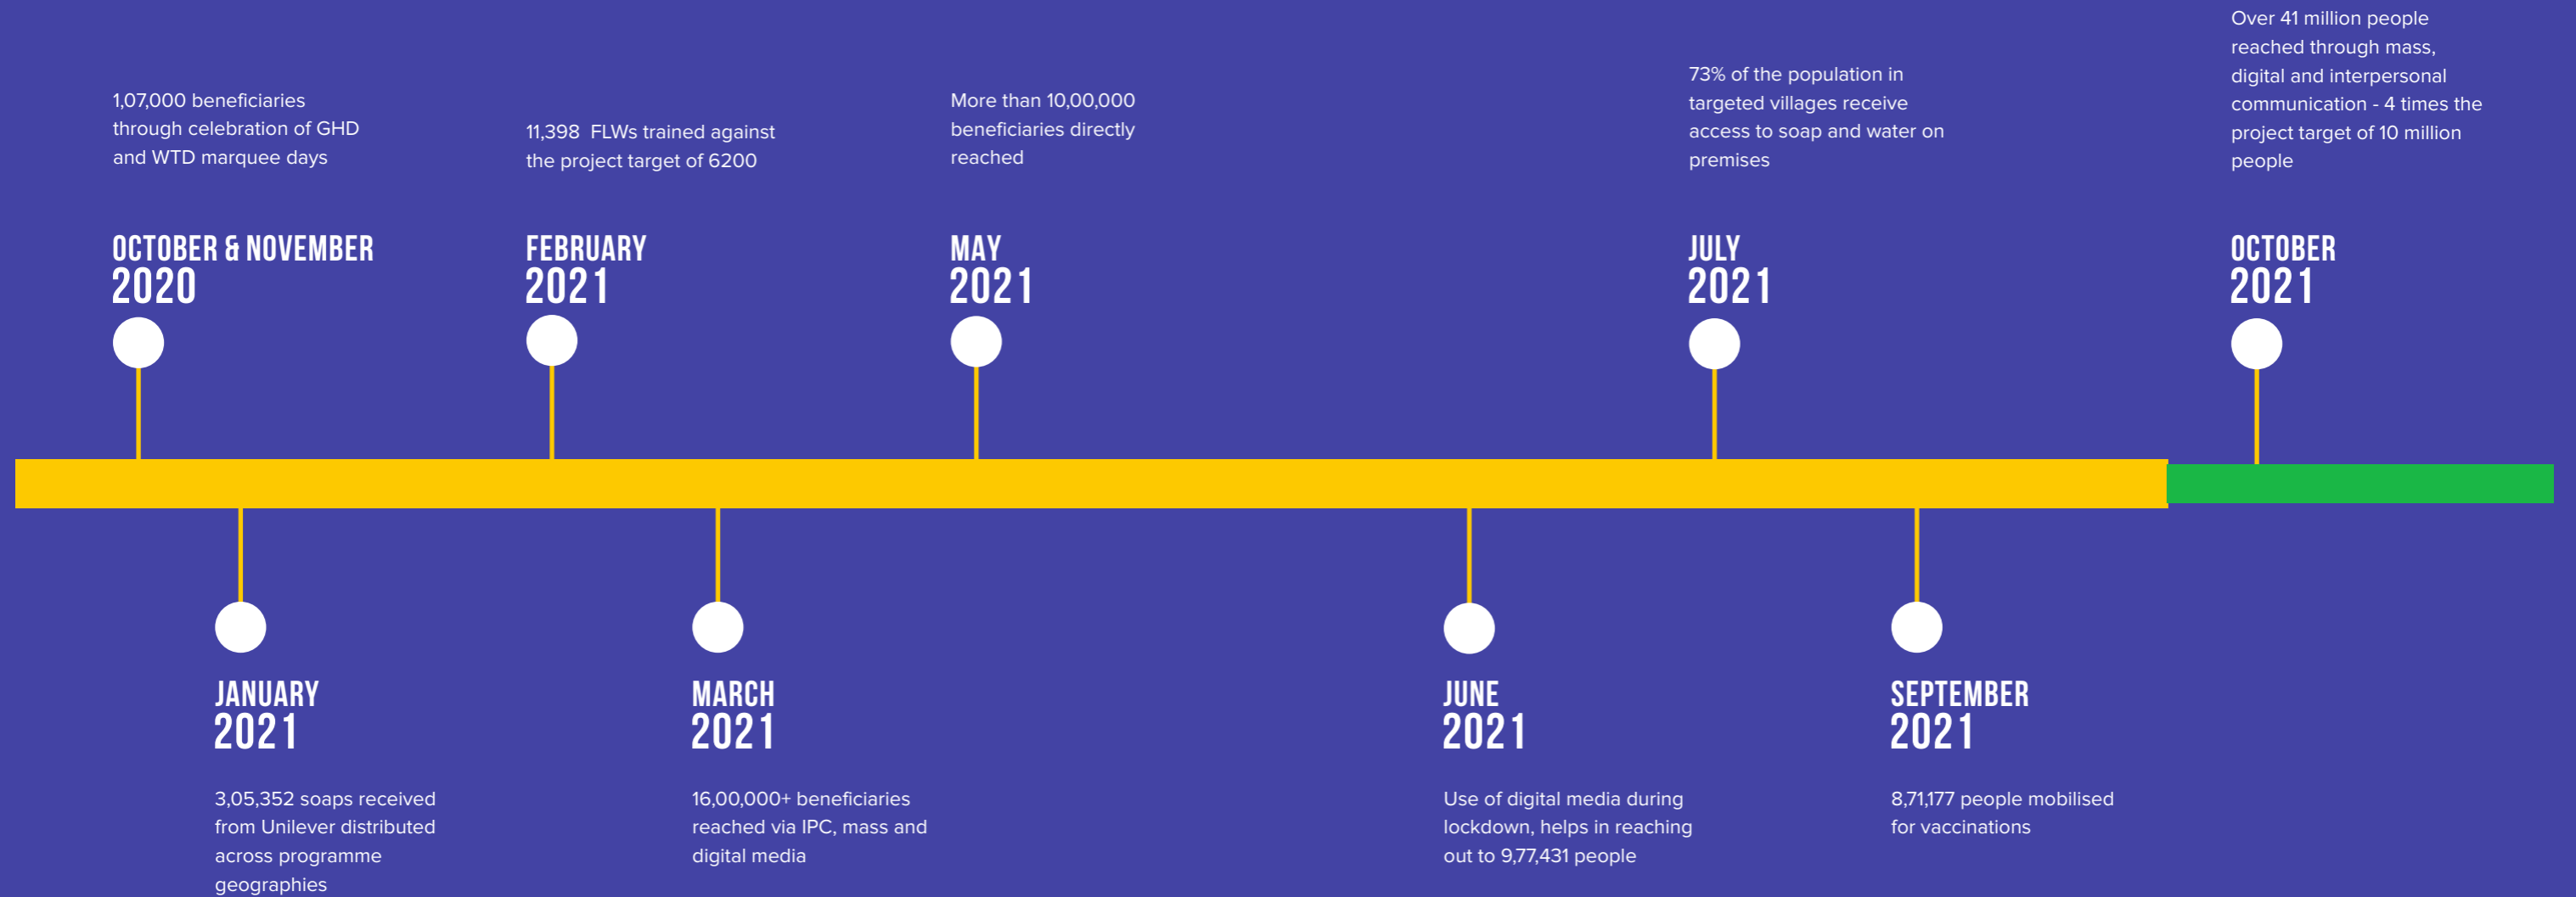 1,07,000 beneficiaries
through celebration of GHD
and WTD marquee days
OCTOBER & NOVEMBER
2020
11,398 FLWs trained against
the project target of 6200
FEBRUARY
2021
More than 10,00,000
beneficiaries directly
reached
MAY
2021
73% of the population in
targeted villages receive
access to soap and water on
premises
JULY
2021
Over 41 million people
reached through mass,
digital and interpersonal
communication - 4 times the
project target of 10 million
people
OCTOBER
2021
JANUARY
2021
3,05,352 soaps received
from Unilever distributed
across programme
geographies
MARCH
2021
16,00,000+ beneficiaries
reached via IPC, mass and
digital media
JUNE
2021
Use of digital media during
lockdown, helps in reaching
out to 9,77,431 people
SEPTEMBER
2021
8,71,177 people mobilised
for vaccinations